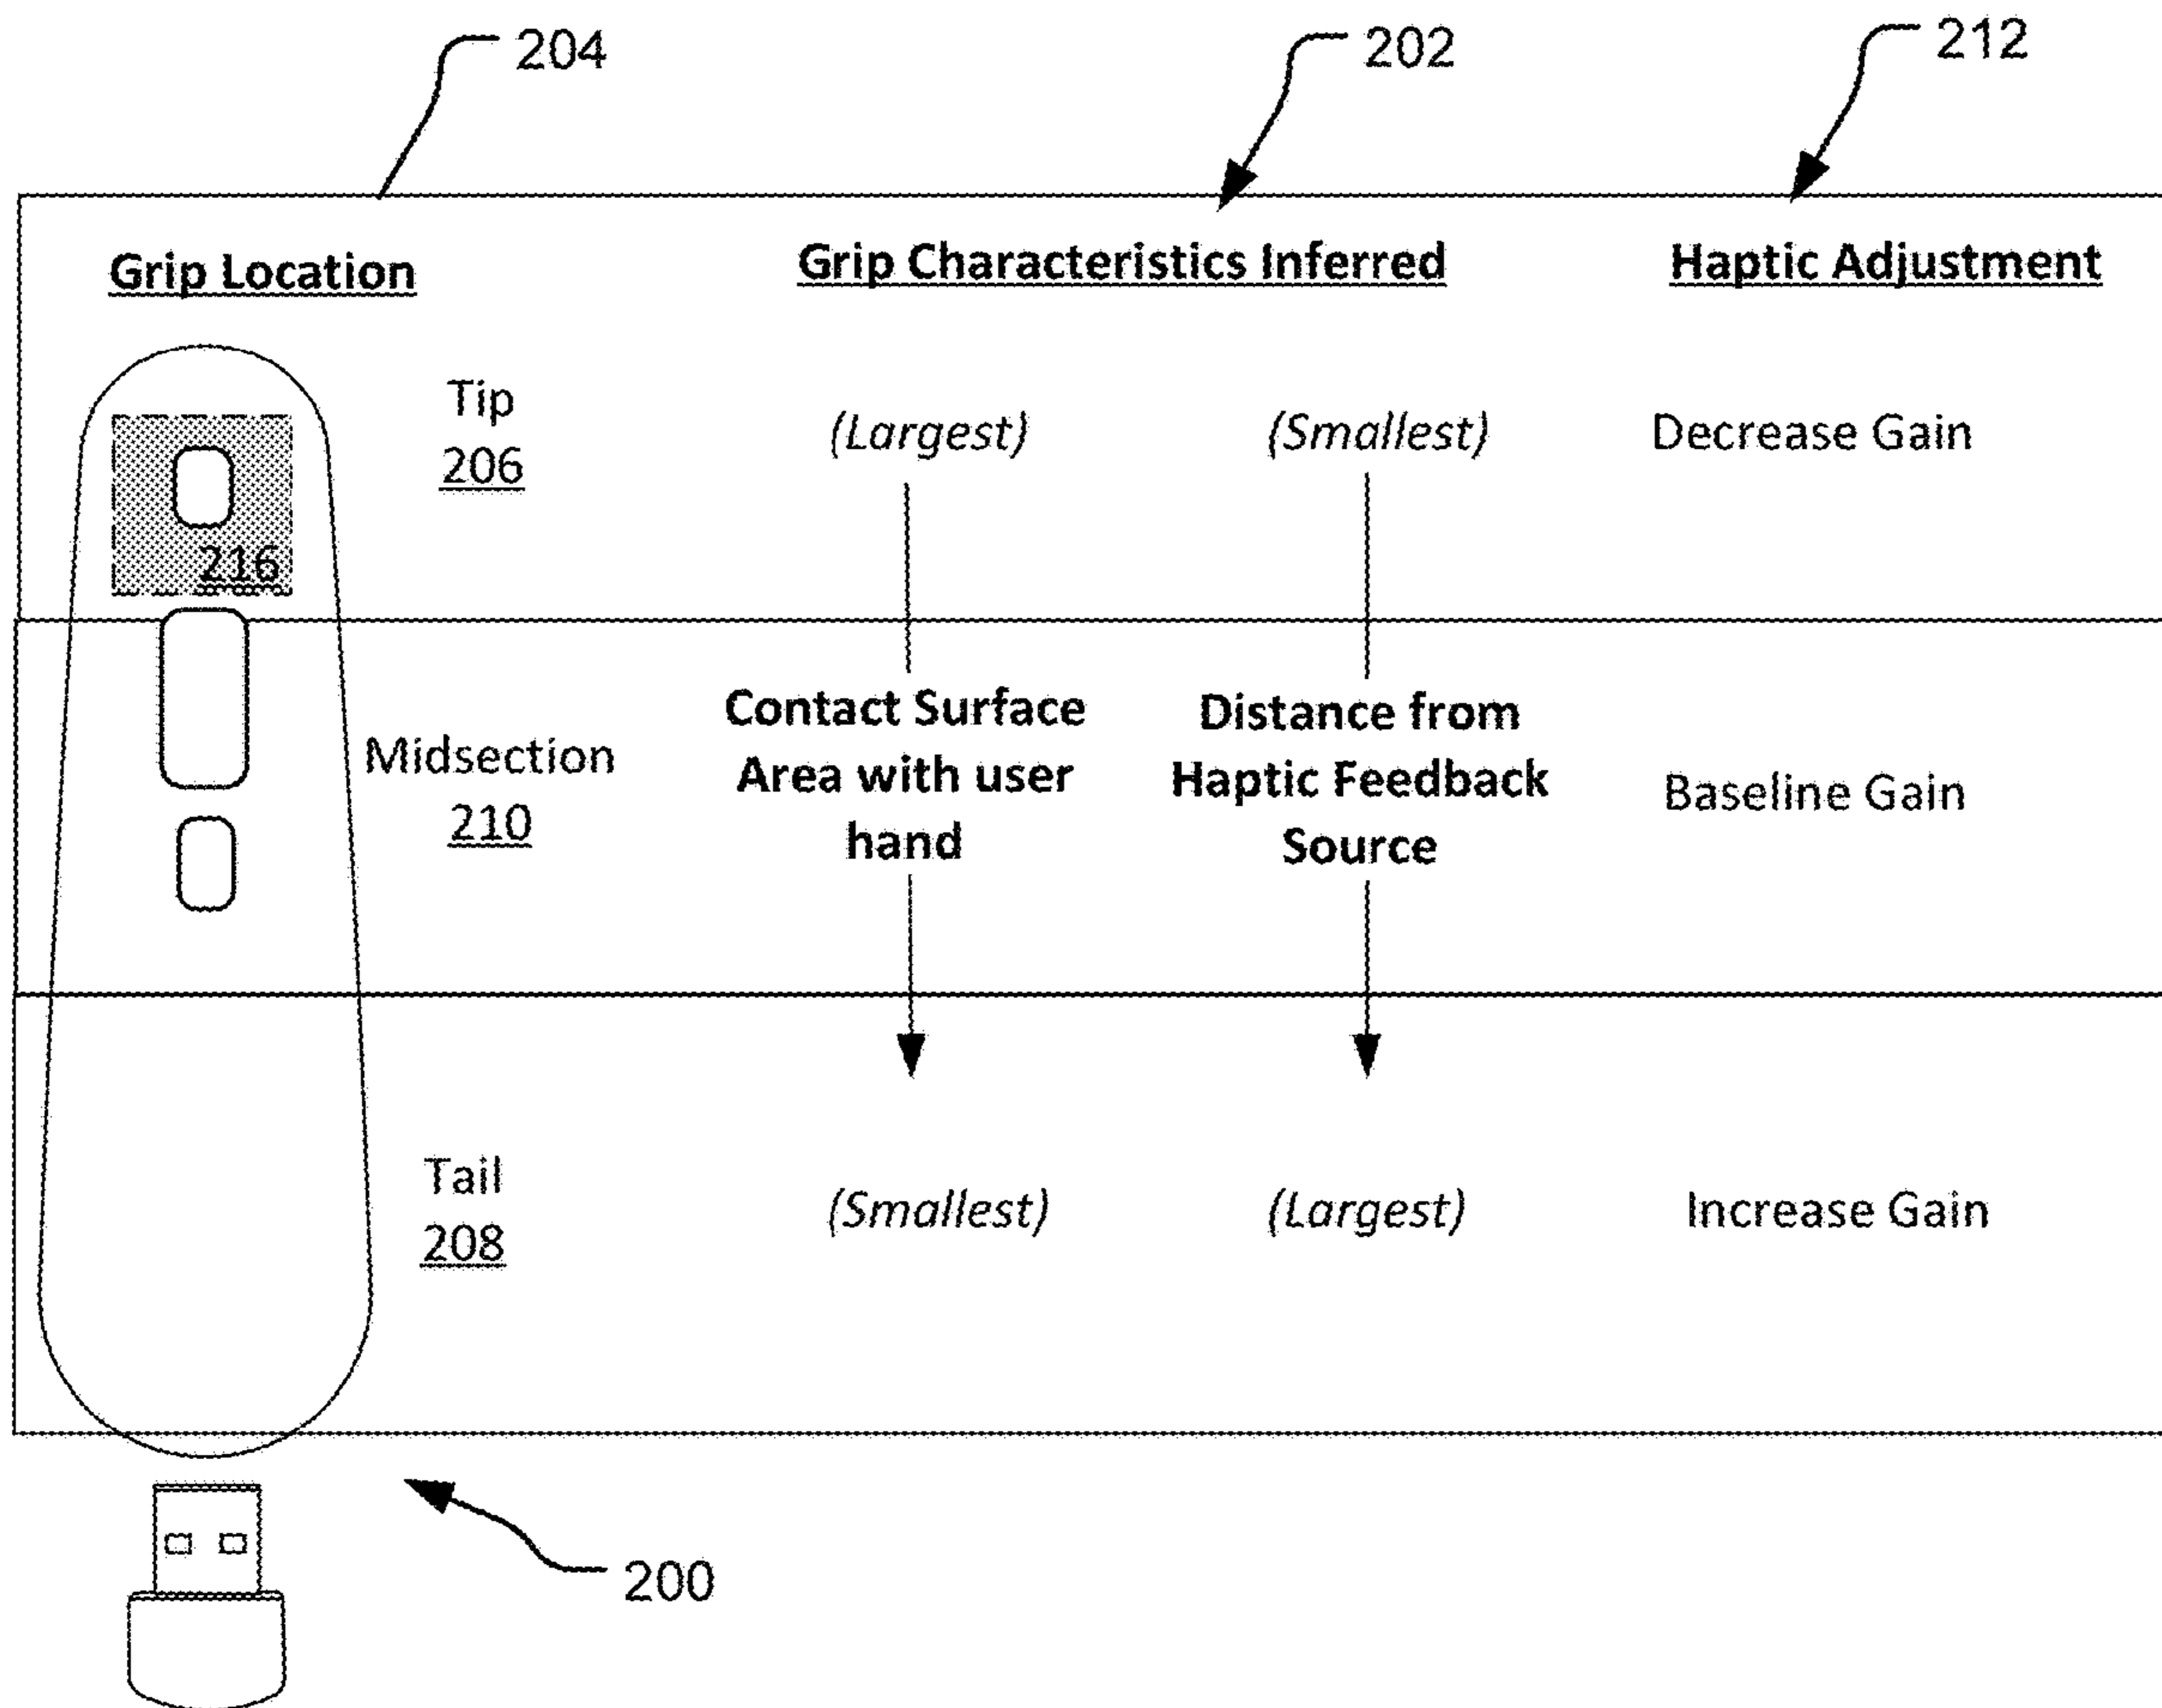 204
202
212
Grip Location
Grip Characteristics Inferred
Haptic Adjustment
Tip
206
(Largest)
(Smallest)
Decrease Gain
216
Midsection
210
Contact Surface
Area with user
hand
Distance from
Haptic Feedback
Source
Baseline Gain
Tail
208
(Smallest)
(Largest)
Increase Gain
200